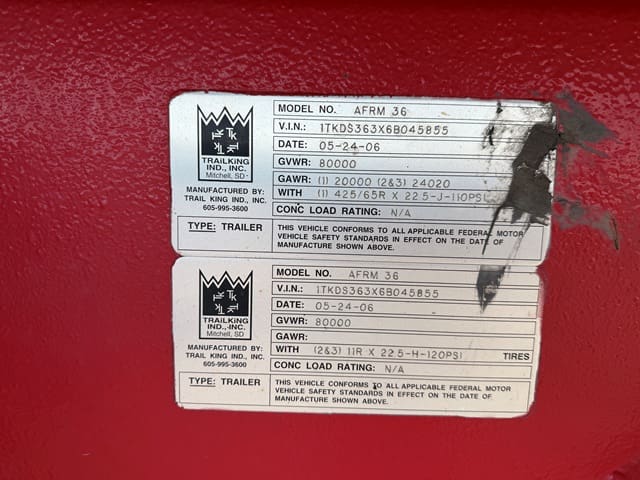 TK
TRAILKING
IND., INC.
Mitchell, SD
MANUFACTURED BY:
TRAIL KING IND., INC.
605-995-3600
TYPE: TRAILER
MODEL NO. AFRM 36
V.I.N.: 1TKDS363X6B045855
DATE: 05-24-06
GVWR: 80000
GAWR: (1) 20000 (2&3) 24020
WITH (1) 425/65R X 22.5-J-110PSI
CONC LOAD RATING: N/A
THIS VEHICLE CONFORMS TO ALL APPLICABLE FEDERAL MOTOR
VEHICLE SAFETY STANDARDS IN EFFECT ON THE DATE OF
MANUFACTURE SHOWN ABOVE.
TK
TRAILKING
IND., INC.
Mitchell, SD
MANUFACTURED BY:
TRAIL KING IND., INC.
605-995-3600
TYPE: TRAILER
MODEL NO. AFRM 36
V.I.N.: 1TKDS363X6B045855
DATE: 05-24-06
GVWR: 80000
GAWR:
WITH (2&3) 11R X 22.5-H-120PSI TIRES
CONC LOAD RATING: N/A
THIS VEHICLE CONFORMS TO ALL APPLICABLE FEDERAL MOTOR
VEHICLE SAFETY STANDARDS IN EFFECT ON THE DATE OF
MANUFACTURE SHOWN ABOVE.